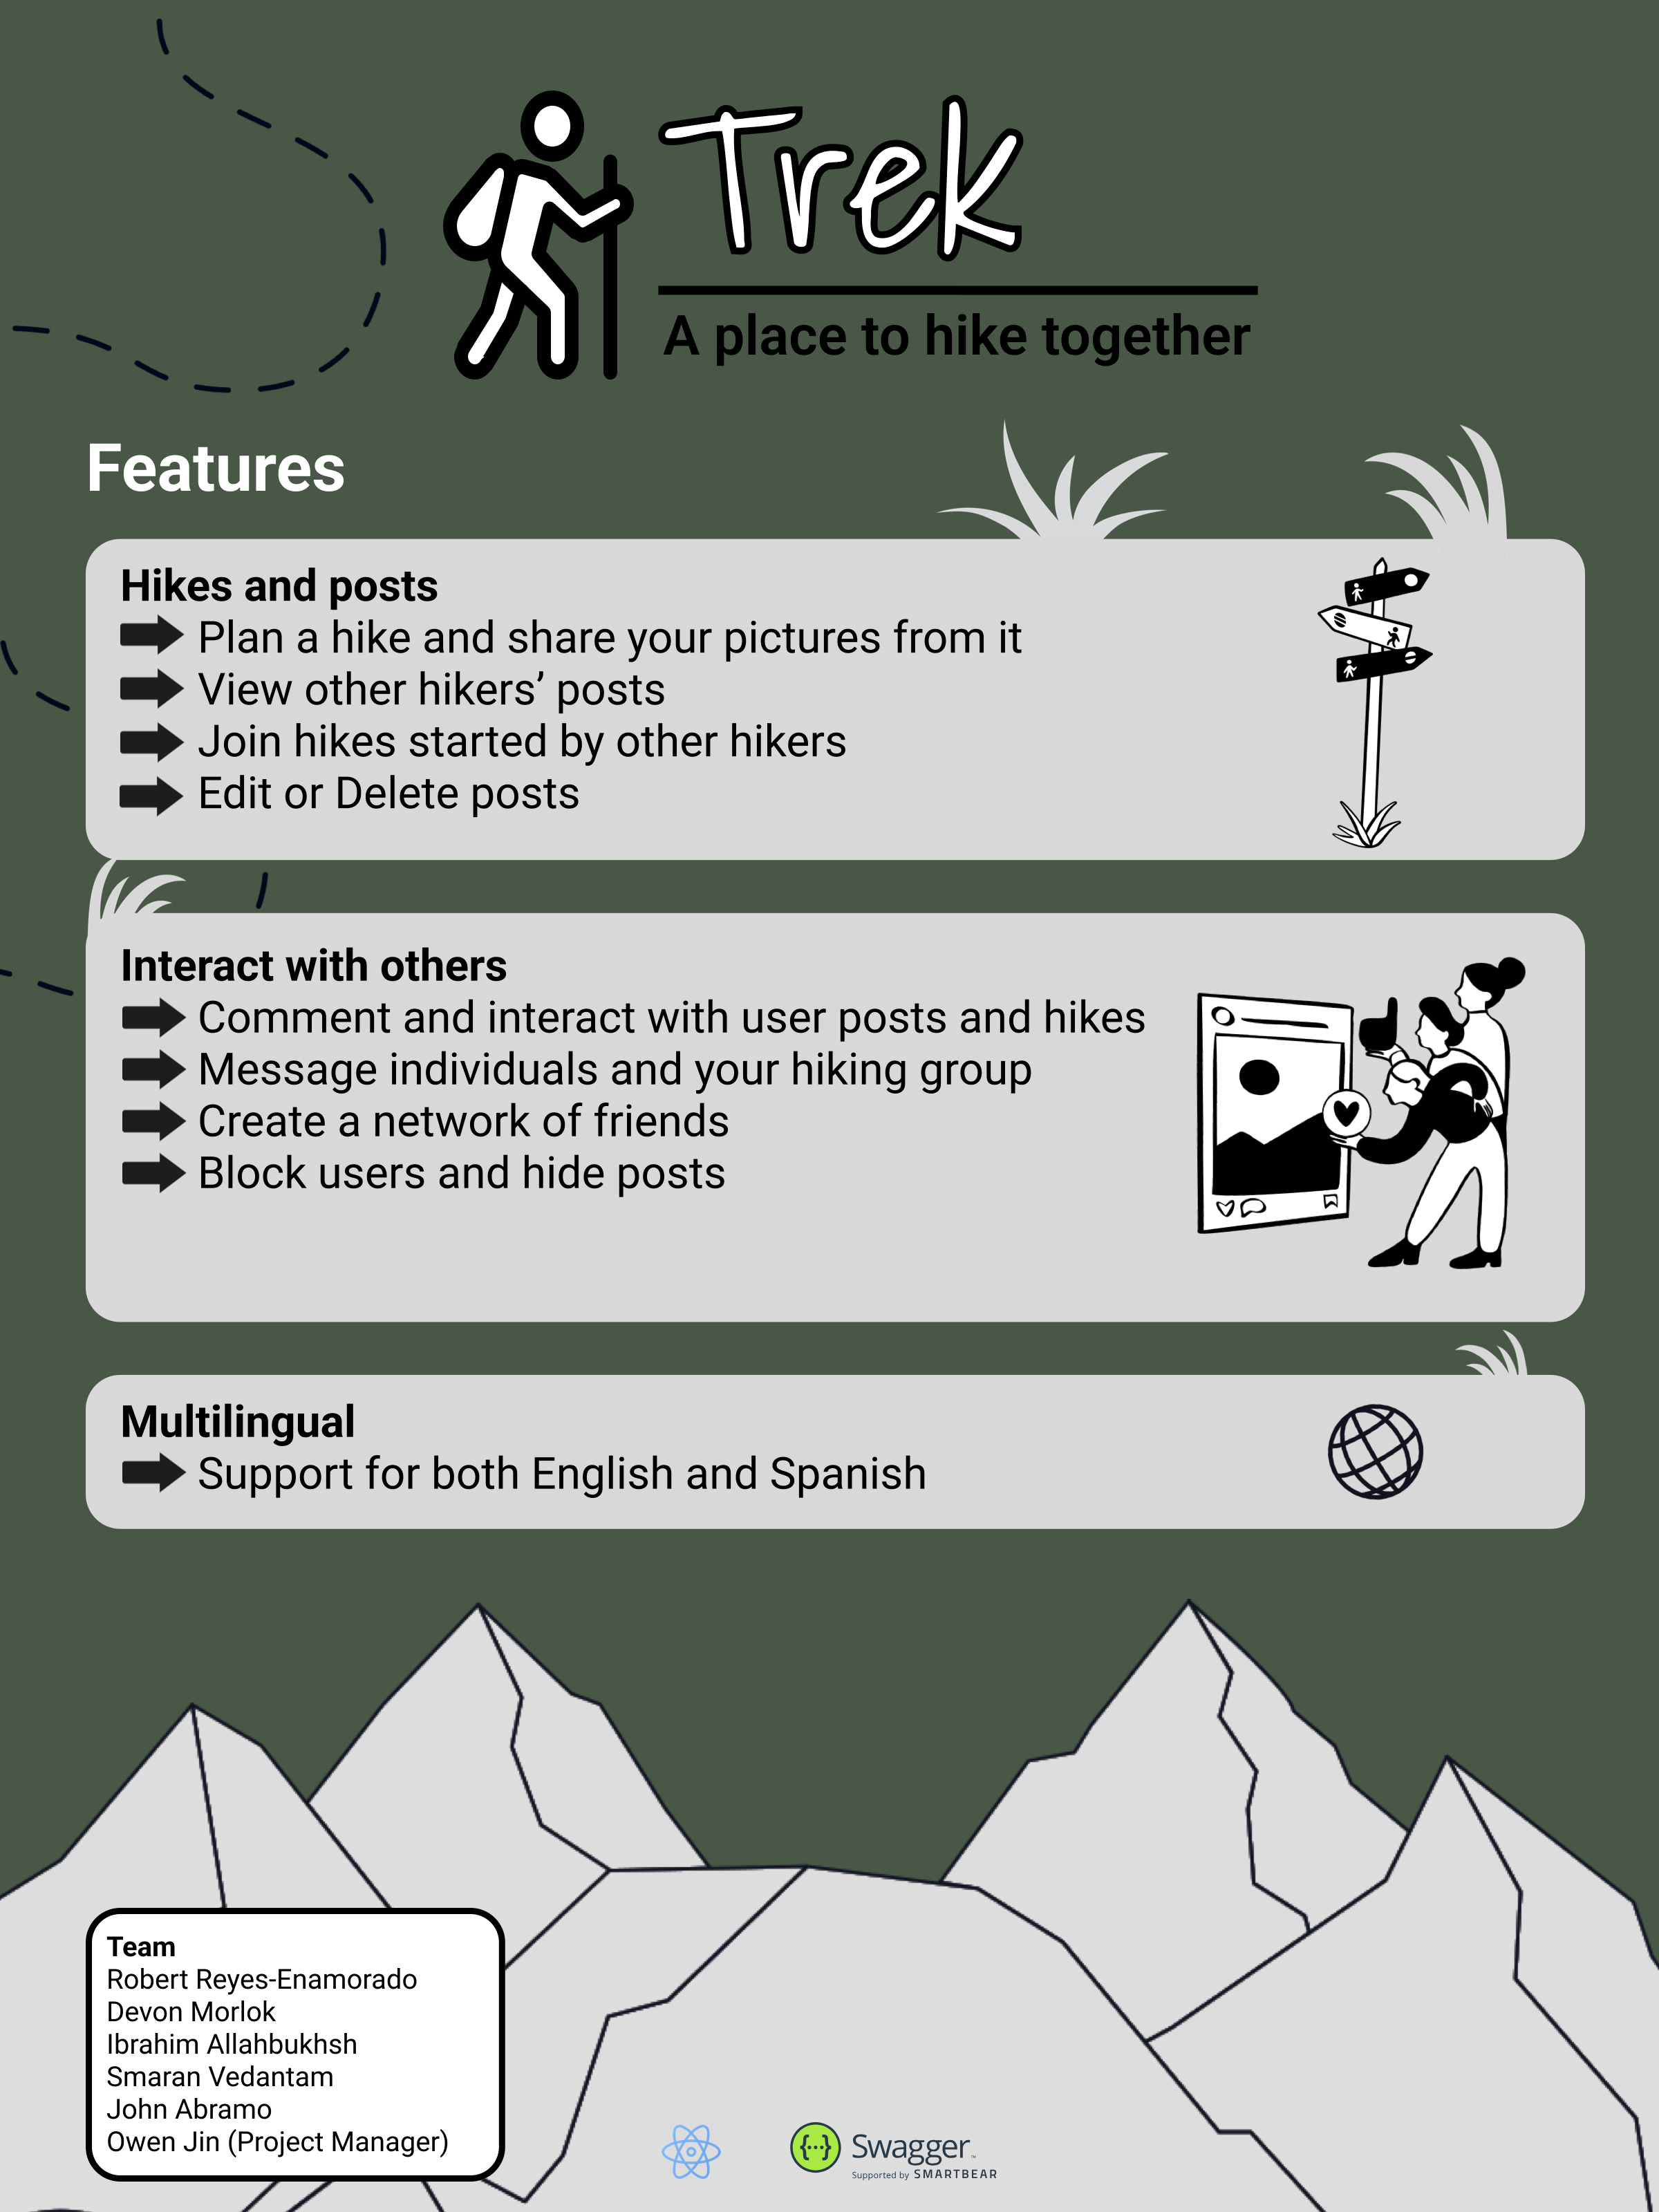 Trek
A place to hike together
Features
Hikes and posts
Plan a hike and share your pictures from it
View other hikers’ posts
Join hikes started by other hikers
Edit or Delete posts
Interact with others
Comment and interact with user posts and hikes
Message individuals and your hiking group
Create a network of friends
Block users and hide posts
Multilingual
Support for both English and Spanish
Team
Robert Reyes-Enamorado
Devon Morlok
Ibrahim Allahbukhsh
Smaran Vedantam
John Abramo
Owen Jin (Project Manager)
{···} Swagger™
Supported by SMARTBEAR